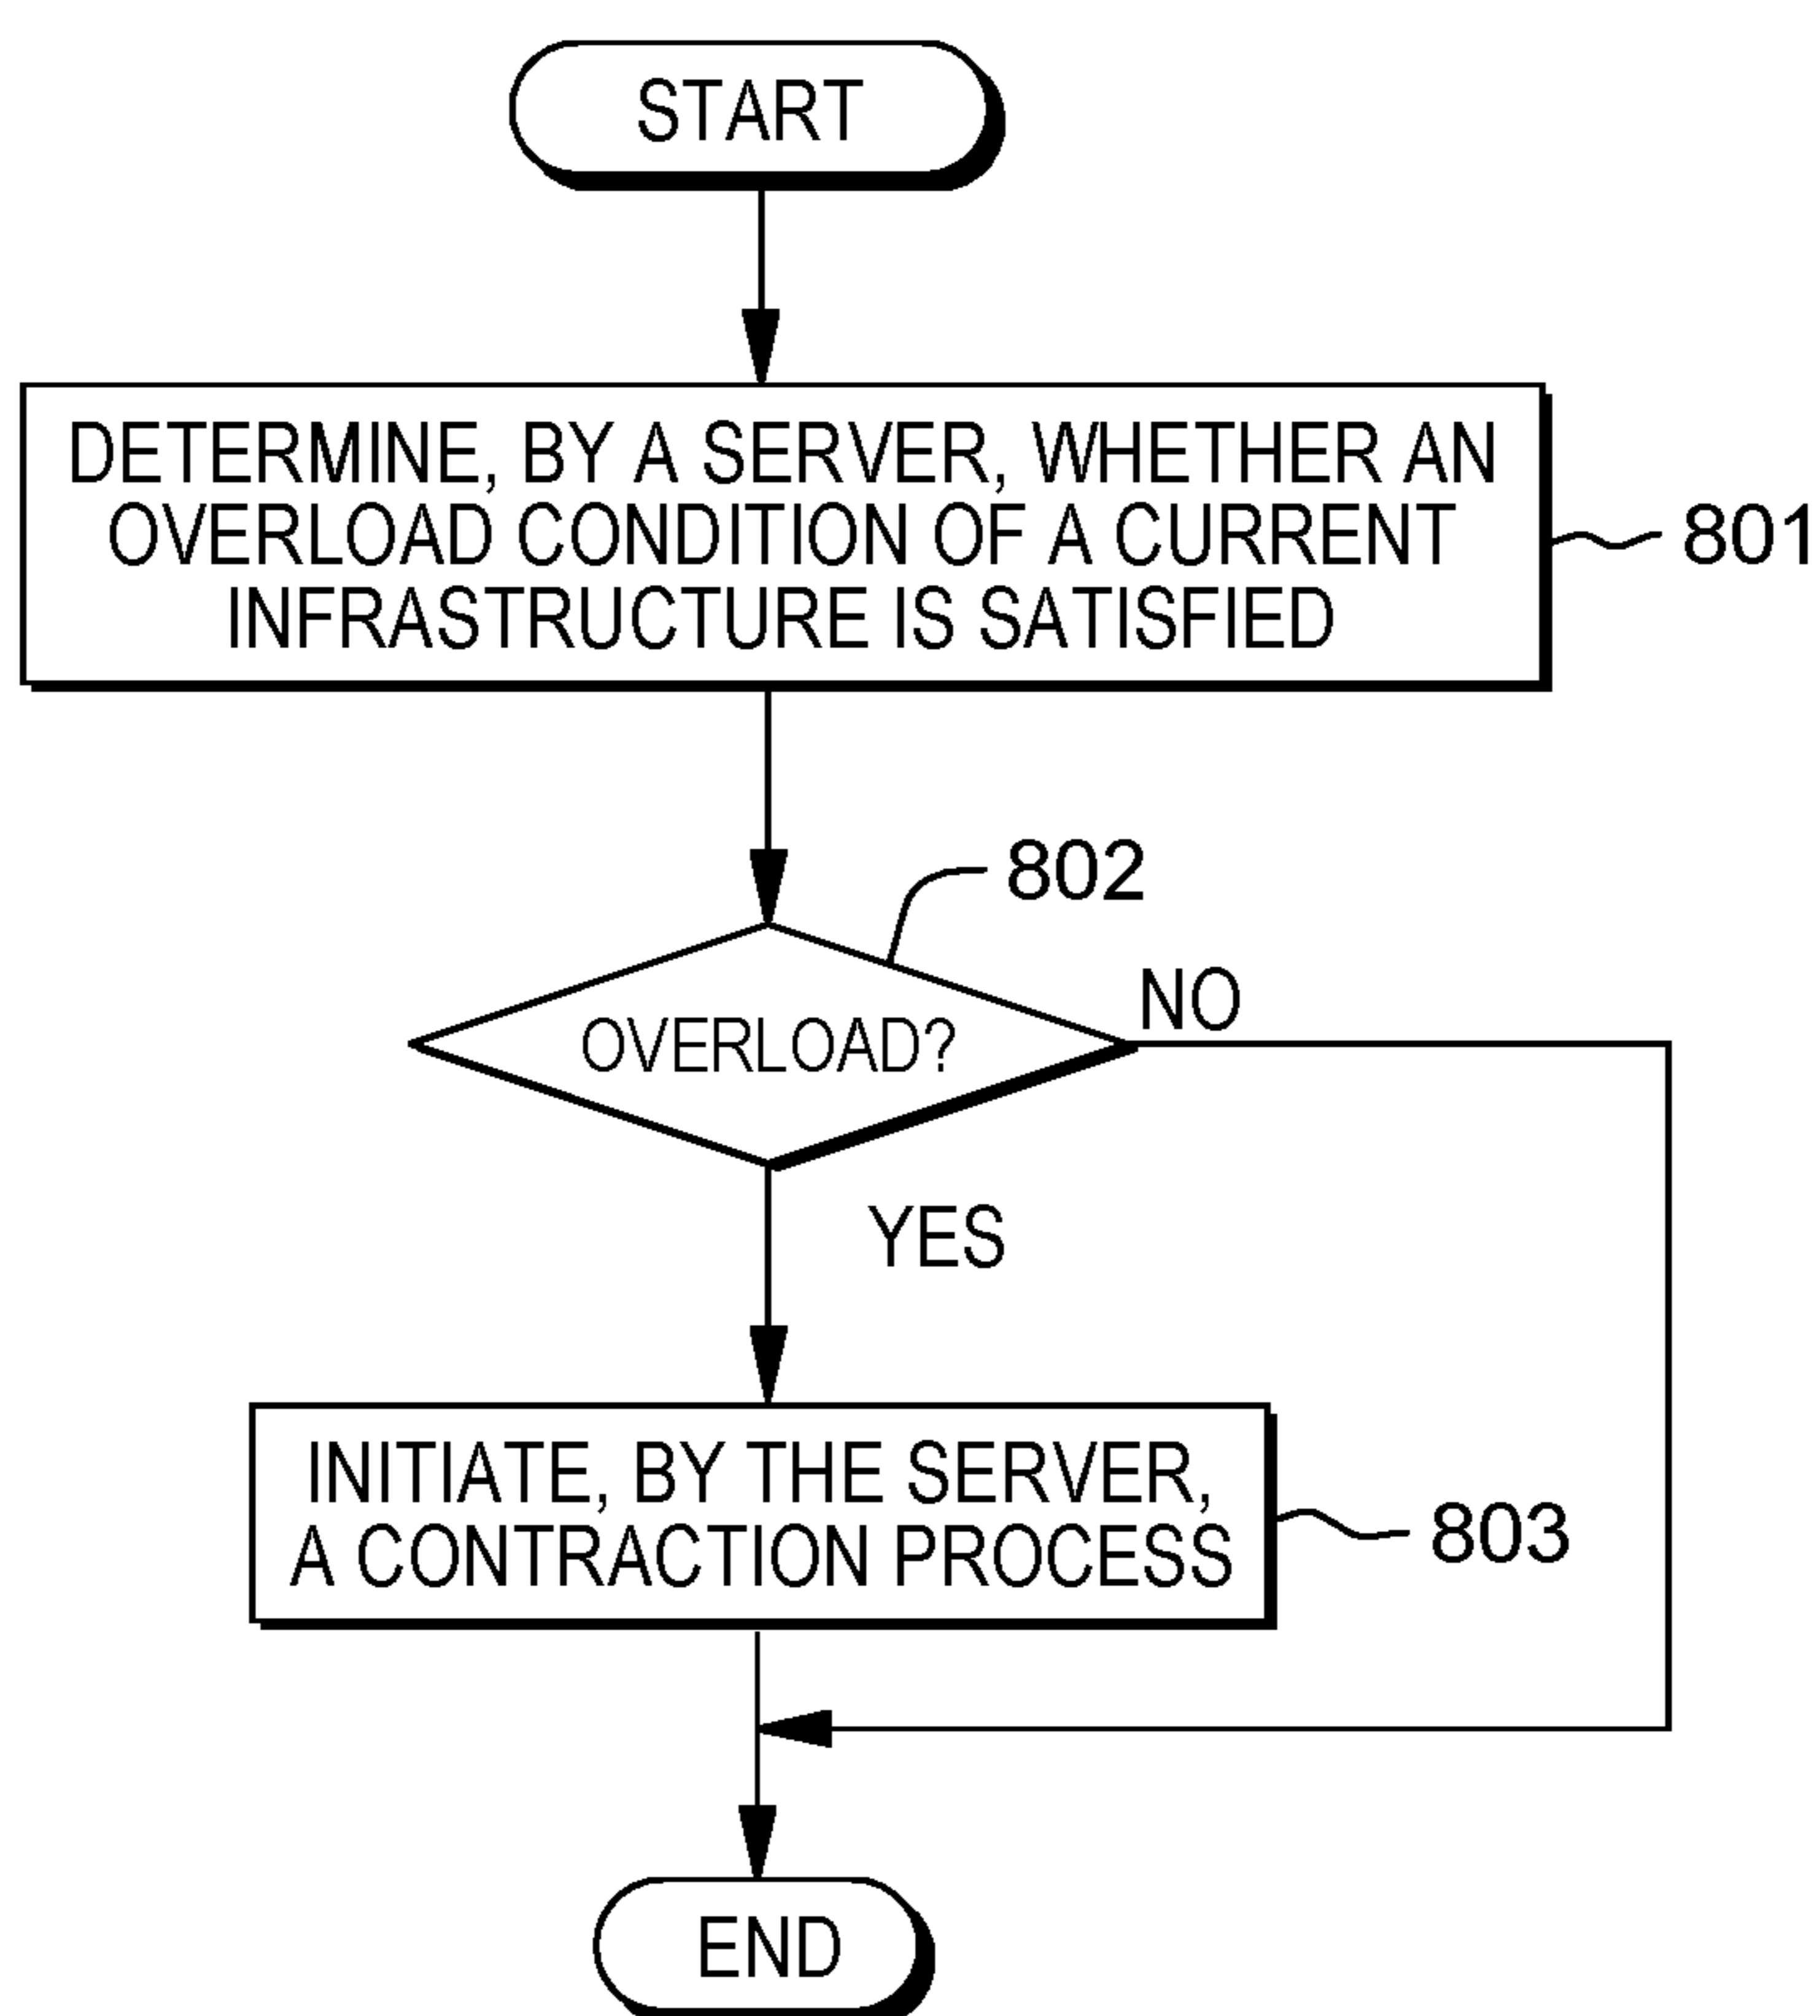 START
DETERMINE, BY A SERVER, WHETHER AN
OVERLOAD CONDITION OF A CURRENT
INFRASTRUCTURE IS SATISFIED
801
802
OVERLOAD?
NO
YES
INITIATE, BY THE SERVER,
A CONTRACTION PROCESS
803
END